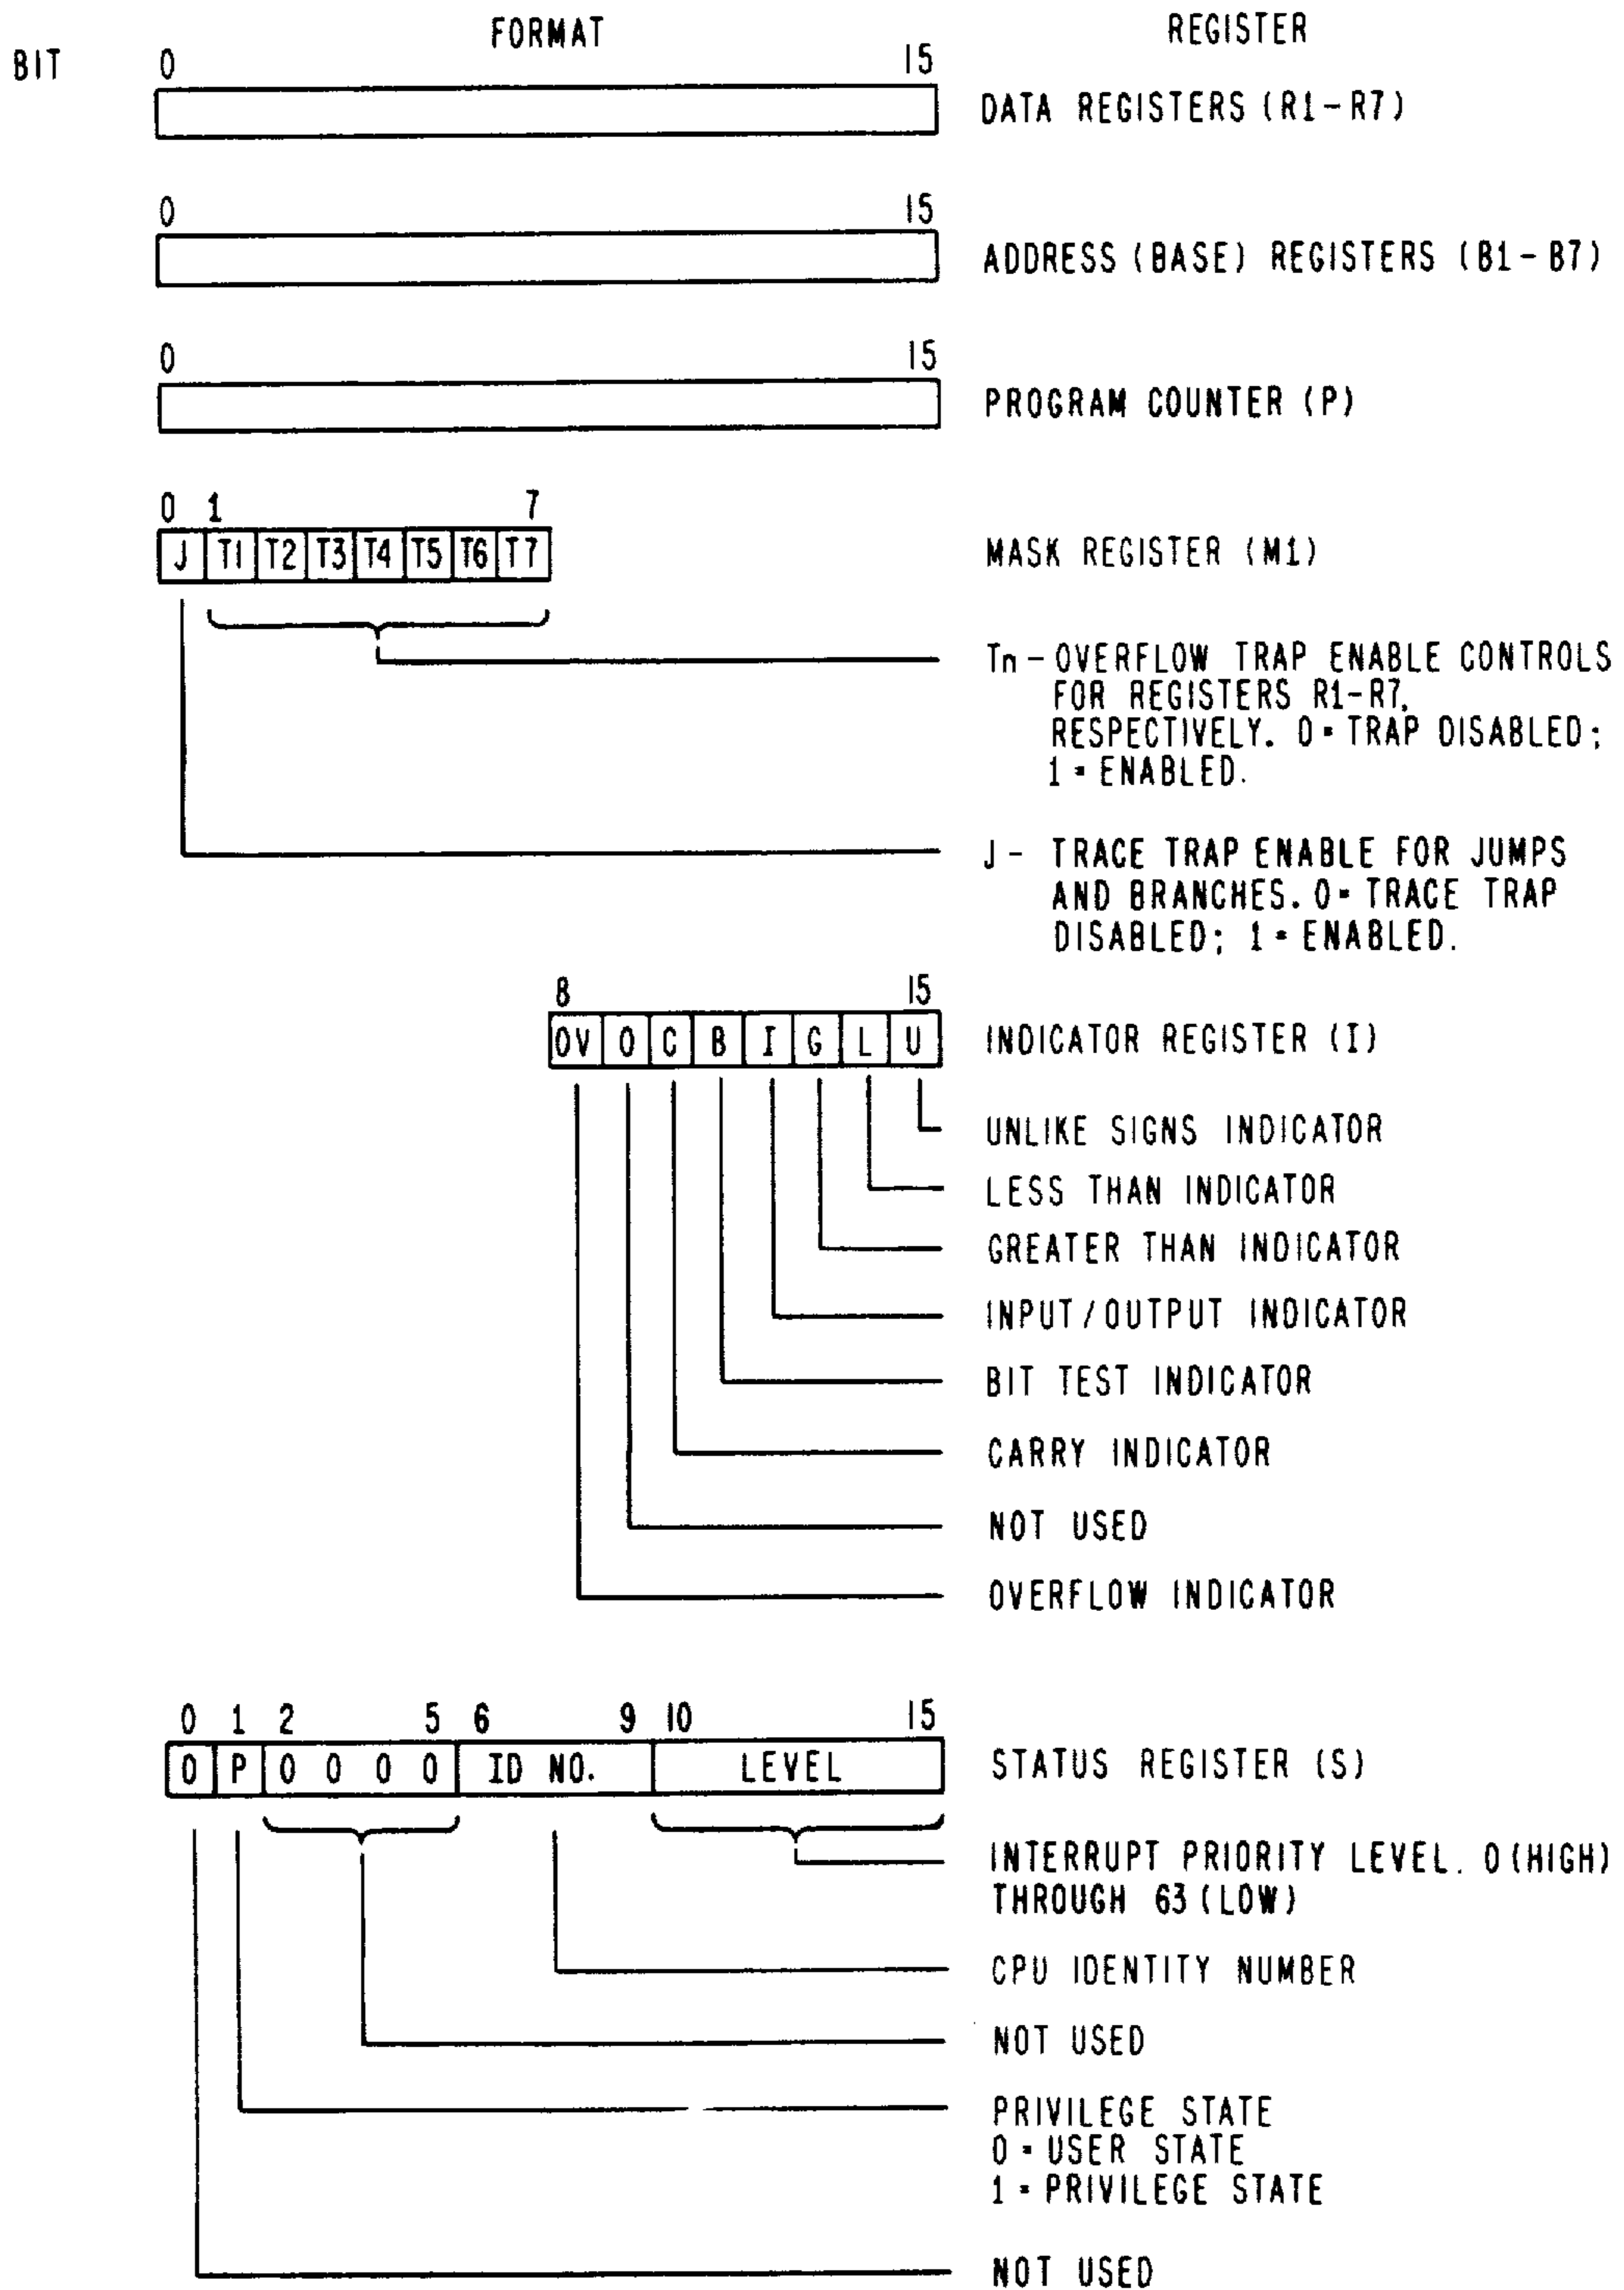 FORMAT REGISTER
BIT 0 15
DATA REGISTERS (R1-R7)
0 15
ADDRESS (BASE) REGISTERS (B1-B7)
0 15
PROGRAM COUNTER (P)
0 1 7
J T1 T2 T3 T4 T5 T6 T7 MASK REGISTER (M1)
Tn - OVERFLOW TRAP ENABLE CONTROLS
FOR REGISTERS R1-R7,
RESPECTIVELY. 0 = TRAP DISABLED;
1 = ENABLED.
J - TRACE TRAP ENABLE FOR JUMPS
AND BRANCHES. 0 = TRACE TRAP
DISABLED; 1 = ENABLED.
8 15
OV 0 C B I G L U INDICATOR REGISTER (I)
UNLIKE SIGNS INDICATOR
LESS THAN INDICATOR
GREATER THAN INDICATOR
INPUT/OUTPUT INDICATOR
BIT TEST INDICATOR
CARRY INDICATOR
NOT USED
OVERFLOW INDICATOR
0 1 2 5 6 9 10 15
0 P 0 0 0 0 ID NO. LEVEL STATUS REGISTER (S)
INTERRUPT PRIORITY LEVEL. 0 (HIGH)
THROUGH 63 (LOW)
CPU IDENTITY NUMBER
NOT USED
PRIVILEGE STATE
0 = USER STATE
1 = PRIVILEGE STATE
NOT USED